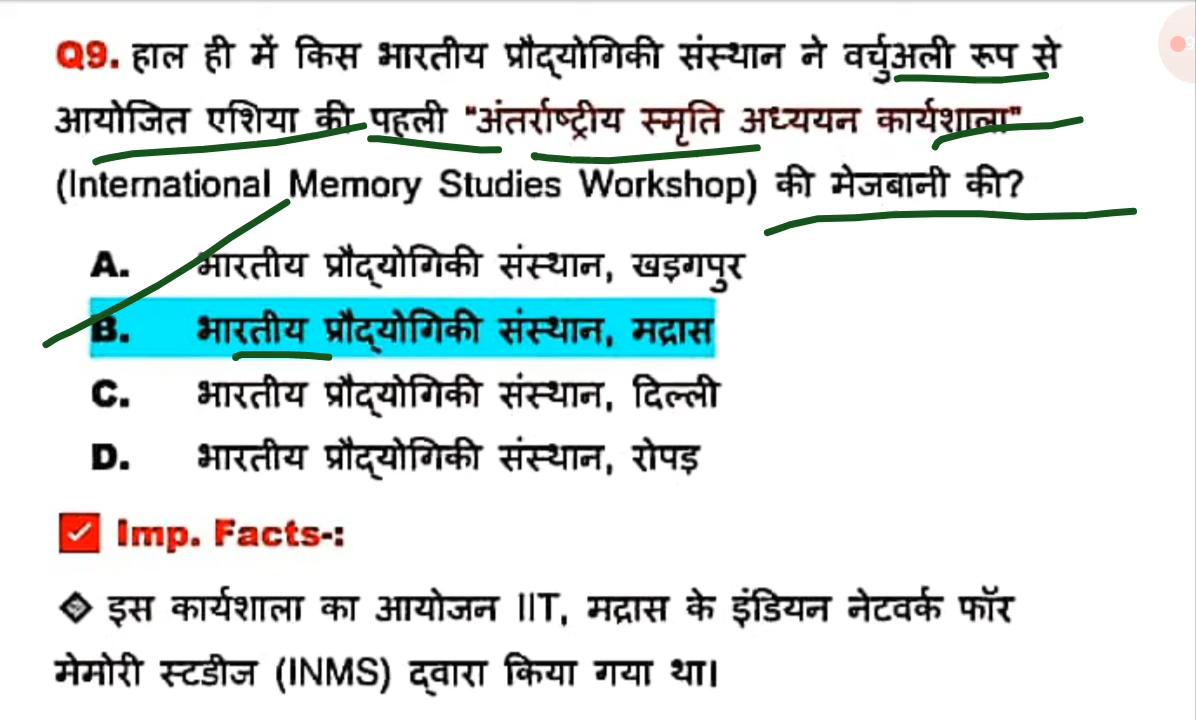 Q9. हाल ही में किस भारतीय प्रौद्योगिकी संस्थान ने वर्चुअली रूप से
आयोजित एशिया की पहली "अंतर्राष्ट्रीय स्मृति अध्ययन कार्यशाला"
(International Memory Studies Workshop) की मेजबानी की?
A. भारतीय प्रौद्योगिकी संस्थान, खड़गपुर
B. भारतीय प्रौद्योगिकी संस्थान, मद्रास
C. भारतीय प्रौद्योगिकी संस्थान, दिल्ली
D. भारतीय प्रौद्योगिकी संस्थान, रोपड़
Imp. Facts-:
इस कार्यशाला का आयोजन IIT, मद्रास के इंडियन नेटवर्क फॉर
मेमोरी स्टडीज (INMS) द्वारा किया गया था।